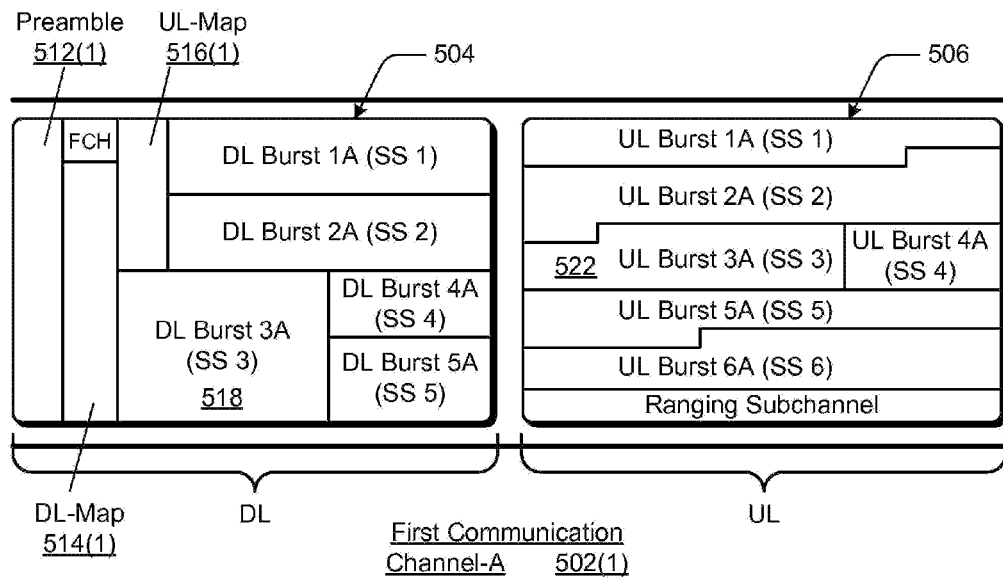 Preamble
512(1)
UL-Map
516(1)
504
506
FCH
DL Burst 1A (SS 1)
DL Burst 2A (SS 2)
DL Burst 3A
(SS 3)
518
DL Burst 4A
(SS 4)
DL Burst 5A
(SS 5)
UL Burst 1A (SS 1)
UL Burst 2A (SS 2)
522
UL Burst 3A (SS 3)
UL Burst 4A
(SS 4)
UL Burst 5A (SS 5)
UL Burst 6A (SS 6)
Ranging Subchannel
DL-Map
514(1)
DL
UL
First Communication
Channel-A 502(1)